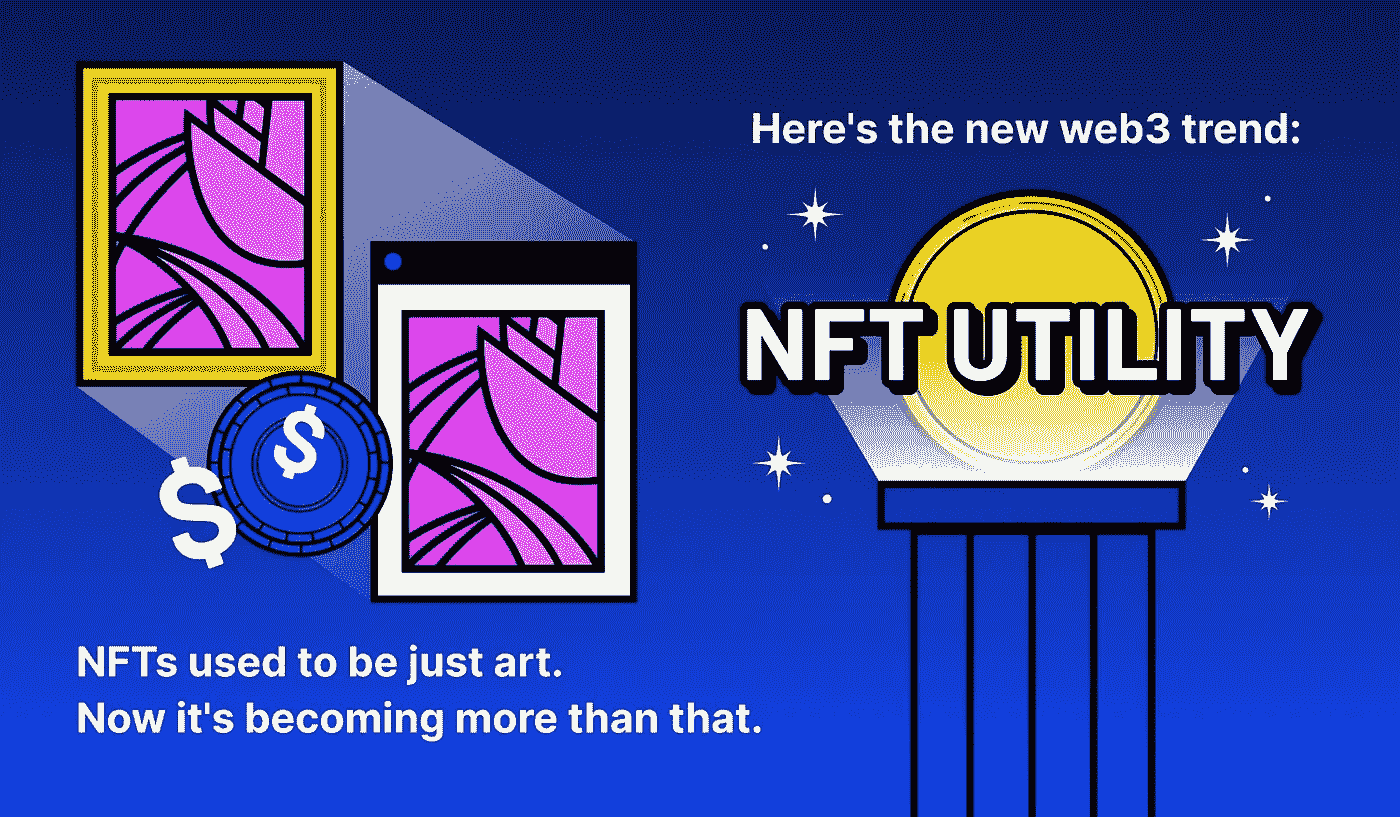 Here's the new web3 trend:
NFT UTILITY
$
$
NFTs used to be just art.
Now it's becoming more than that.